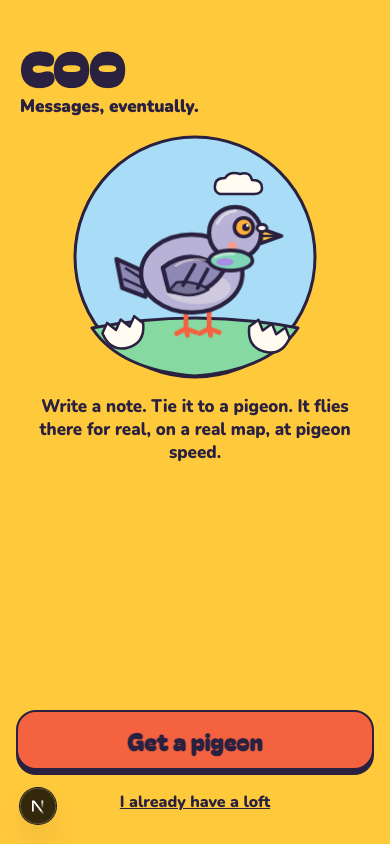 COO
Messages, eventually.
Write a note. Tie it to a pigeon. It flies
there for real, on a real map, at pigeon
speed.
Get a pigeon
I already have a loft
N